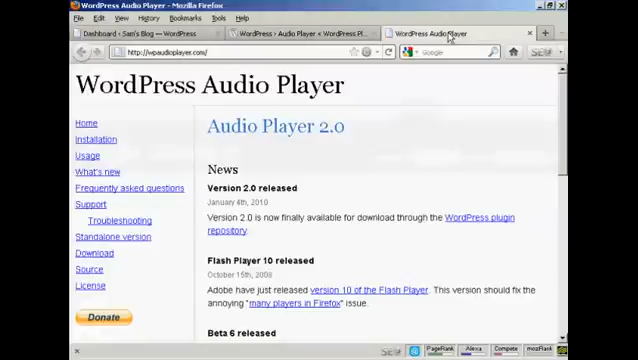 WordPress Audio Player - Mozilla Firefox
File Edit View History Bookmarks Tools Help
Dashboard ‹ Sam's Blog — WordPress
WordPress › Audio Player « WordPress Pl...
WordPress Audio Player
http://wpaudioplayer.com/
Google
WordPress Audio Player
Home
Installation
Usage
What's new
Frequently asked questions
Support
Troubleshooting
Standalone version
Download
Source
License
Donate
Audio Player 2.0
News
Version 2.0 released
January 4th, 2010
Version 2.0 is now finally available for download through the WordPress plugin
repository.
Flash Player 10 released
October 15th, 2008
Adobe have just released version 10 of the Flash Player. This version should fix the
annoying "many players in Firefox" issue.
Beta 6 released
PageRank Alexa Compete mozRank